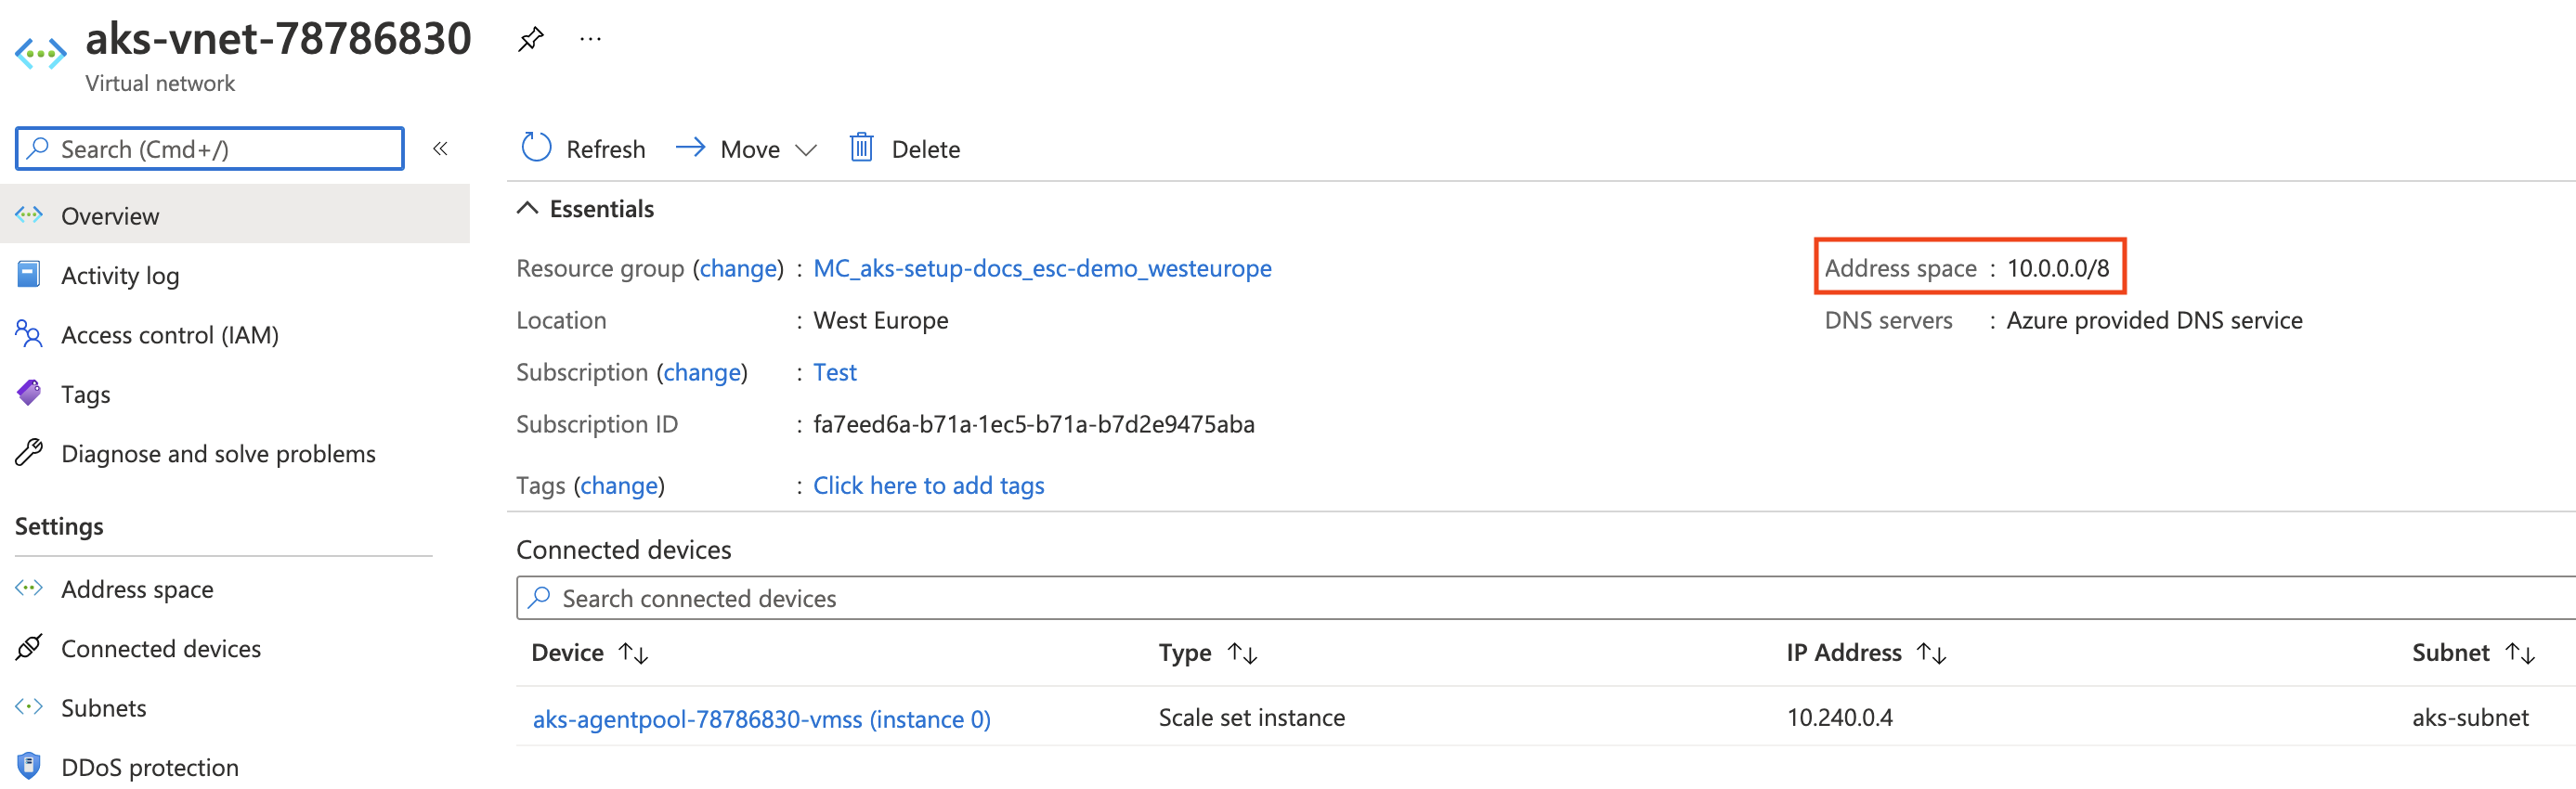 aks-vnet-78786830
Virtual network
Search (Cmd+/)
Overview
Activity log
Access control (IAM)
Tags
Diagnose and solve problems
Settings
Address space
Connected devices
Subnets
DDoS protection
Refresh Move Delete
Essentials
Resource group (change) : MC_aks-setup-docs_esc-demo_westeurope
Location : West Europe
Subscription (change) : Test
Subscription ID : fa7eed6a-b71a-1ec5-b71a-b7d2e9475aba
Tags (change) : Click here to add tags
Address space : 10.0.0.0/8
DNS servers : Azure provided DNS service
Connected devices
Search connected devices
Device Type IP Address Subnet
aks-agentpool-78786830-vmss (instance 0) Scale set instance 10.240.0.4 aks-subnet